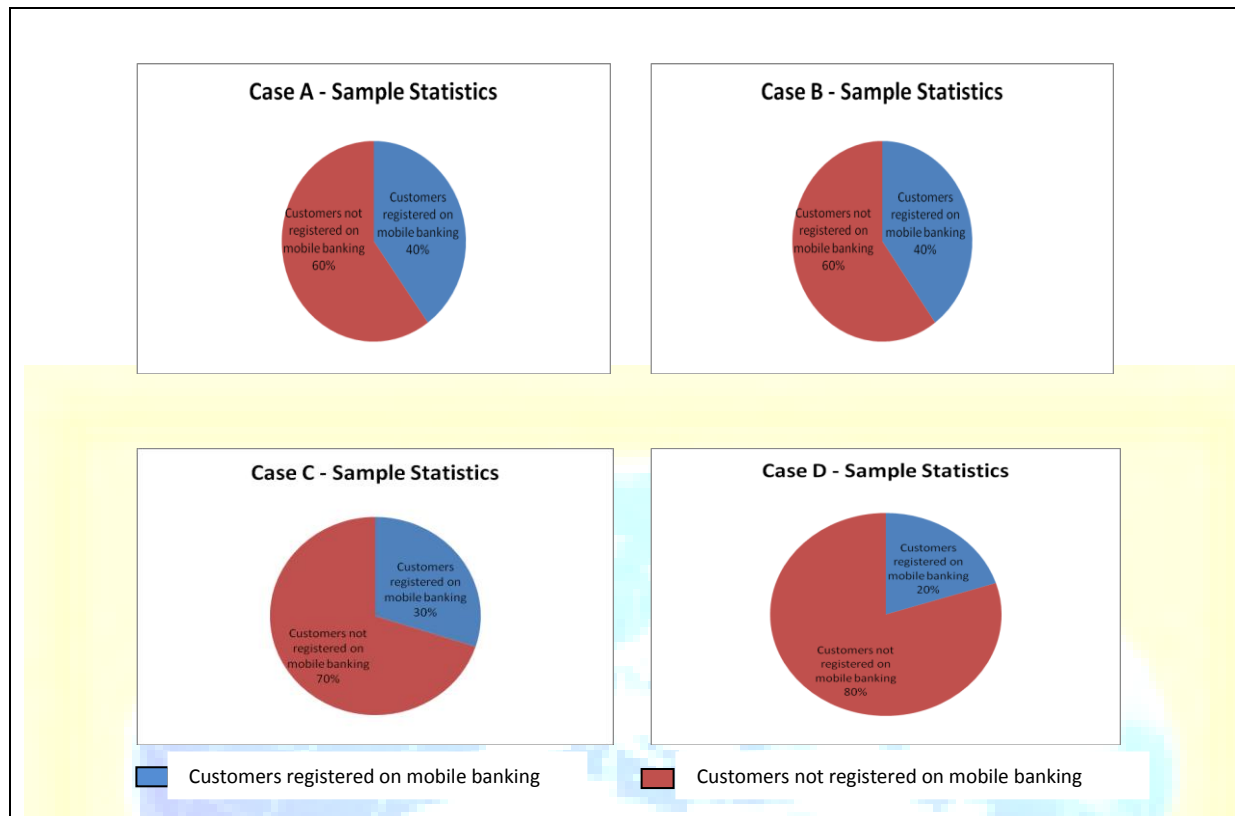 Case A - Sample Statistics
Customers not
registered on
mobile banking
60%
Customers
registered on
mobile banking
40%
Case B - Sample Statistics
Customers not
registered on
mobile banking
60%
Customers
registered on
mobile banking
40%
Case C - Sample Statistics
Customers
registered on
mobile banking
30%
Customers not
registered on
mobile banking
70%
Case D - Sample Statistics
Customers
registered on
mobile banking
20%
Customers not
registered on
mobile banking
80%
Customers registered on mobile banking
Customers not registered on mobile banking